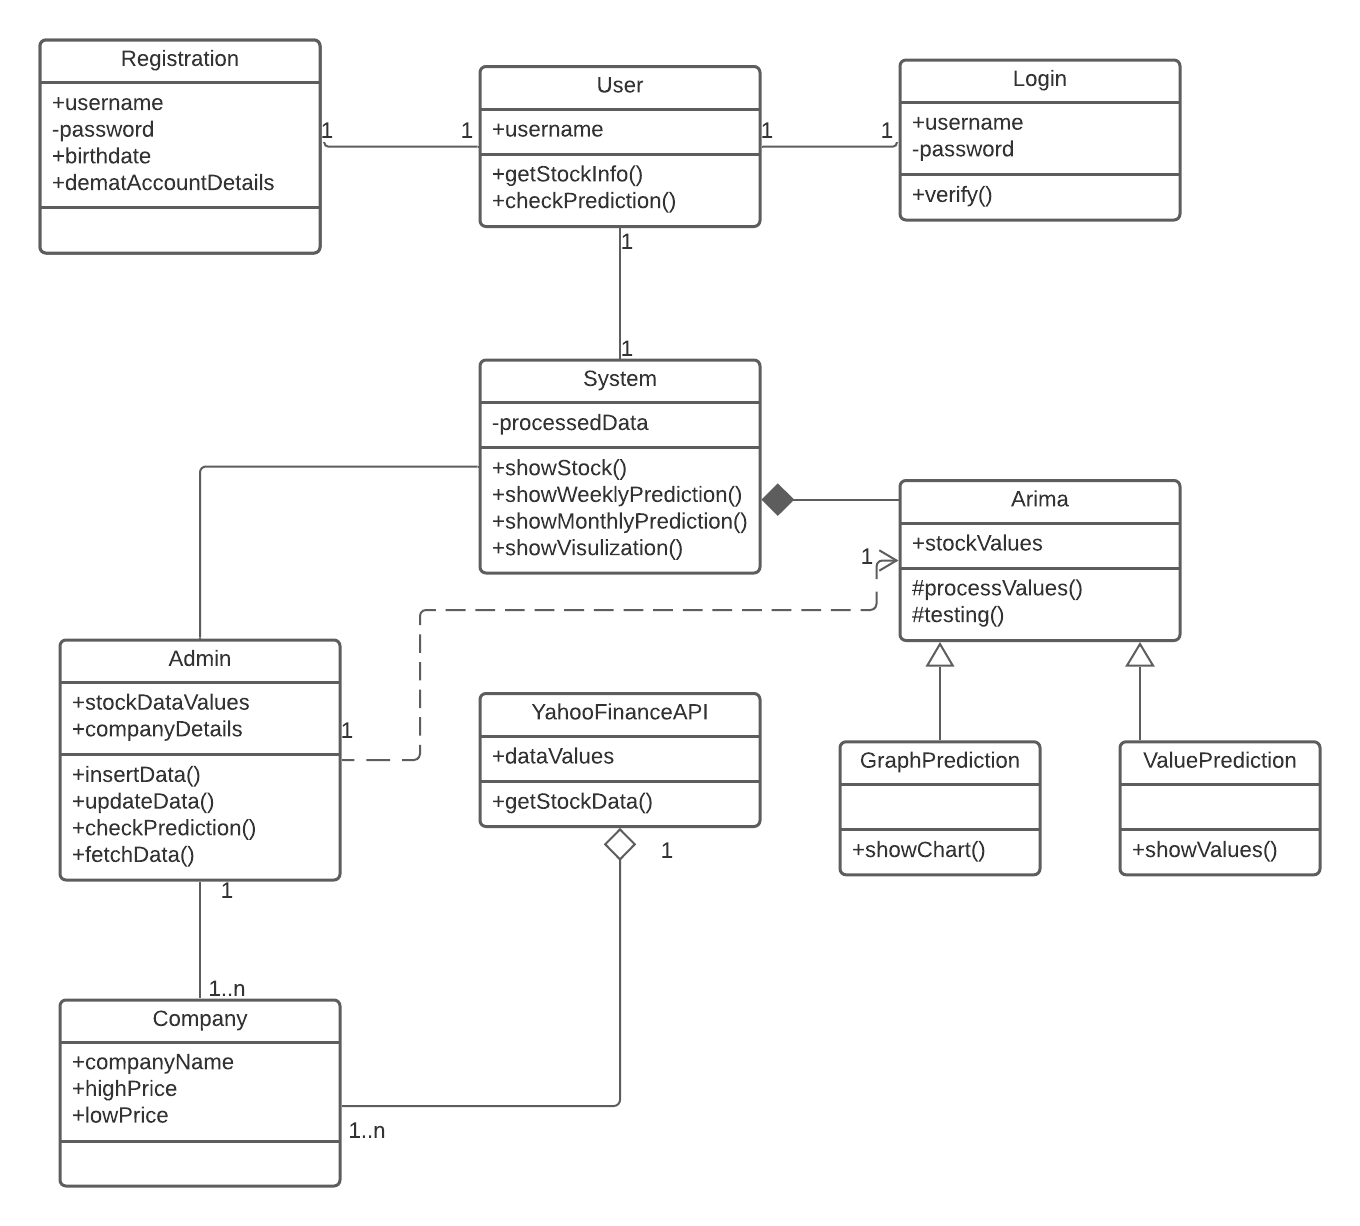 Registration
+username
-password
+birthdate
+dematAccountDetails
1
1
User
+username
+getStockInfo()
+checkPrediction()
1
1
Login
+username
-password
+verify()
1
1
System
-processedData
+showStock()
+showWeeklyPrediction()
+showMonthlyPrediction()
+showVisulization()
Arima
+stockValues
#processValues()
#testing()
1
Admin
+stockDataValues
+companyDetails
+insertData()
+updateData()
+checkPrediction()
+fetchData()
1
YahooFinanceAPI
+dataValues
+getStockData()
1
GraphPrediction
+showChart()
ValuePrediction
+showValues()
1
1..n
Company
+companyName
+highPrice
+lowPrice
1..n